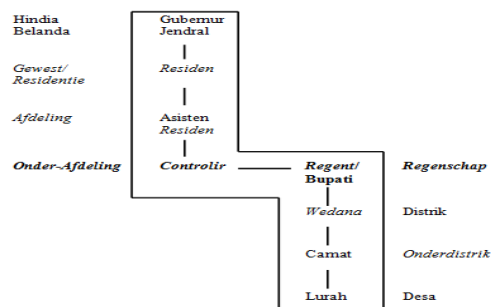 Hindia Belanda
Gubernur Jendral
Gewest/ Residentie
Residen
Afdeling
Asisten Residen
Onder-Afdeling
Controlir
Regent/ Bupati
Regenschap
Wedana
Distrik
Camat
Onderdistrik
Lurah
Desa